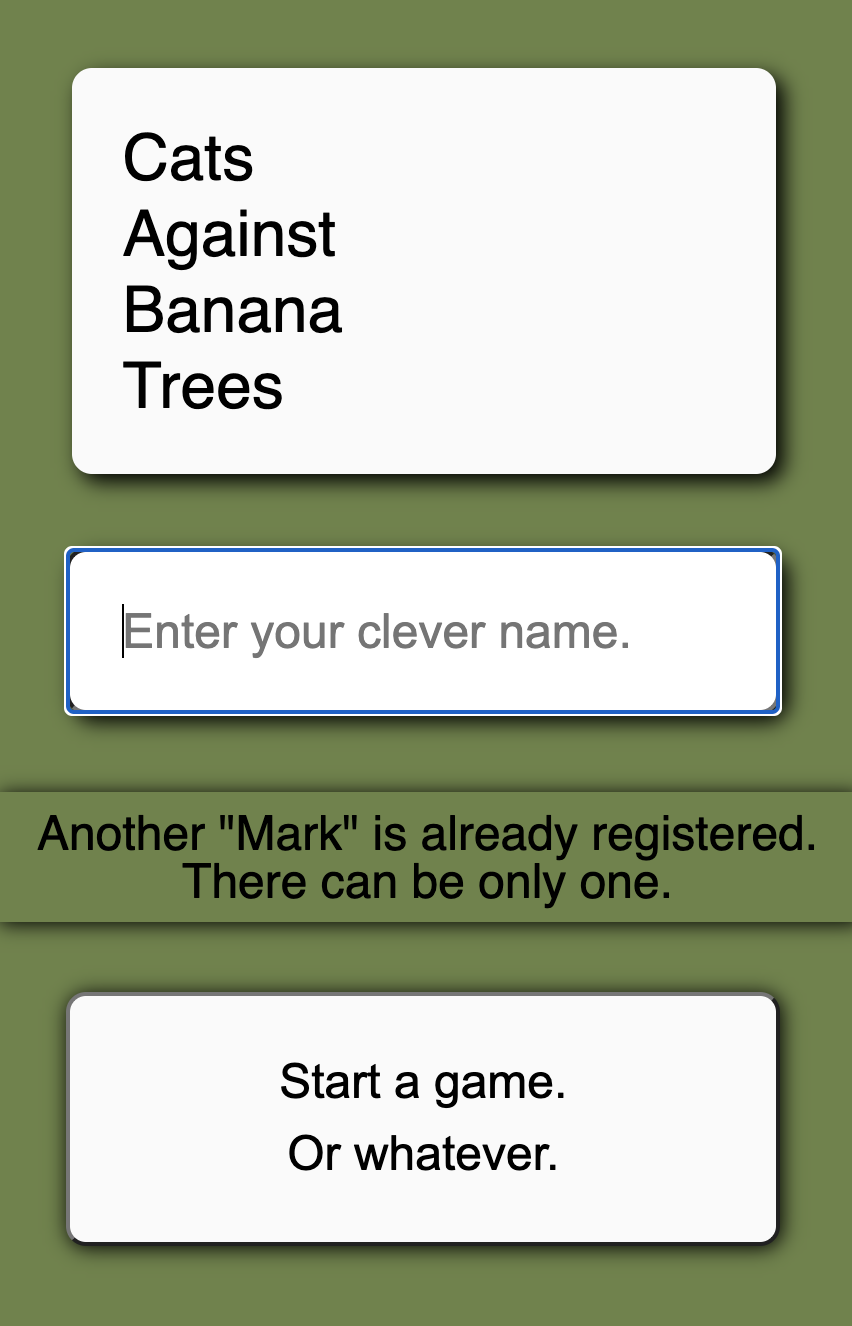 Cats
Against
Banana
Trees
Enter your clever name.
Another "Mark" is already registered.
There can be only one.
Start a game.
Or whatever.